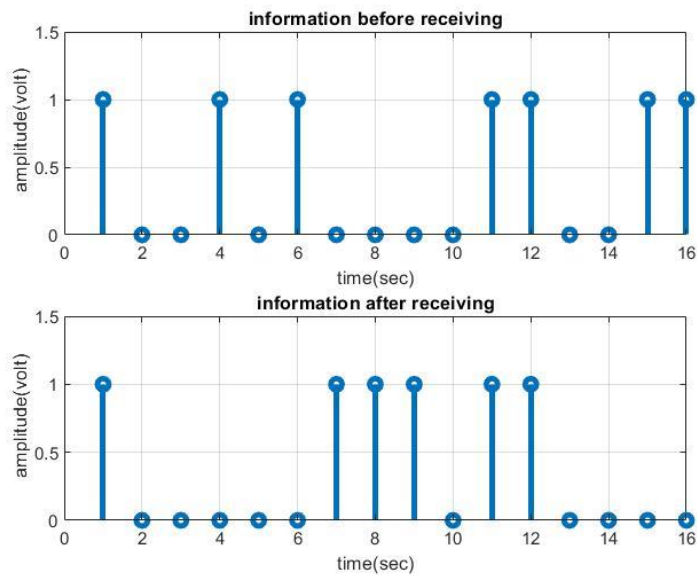 information before receiving
1.5
1
0.5
0
amplitude(volt)
0 2 4 6 8 10 12 14 16
time(sec)
information after receiving
1.5
1
0.5
0
amplitude(volt)
0 2 4 6 8 10 12 14 16
time(sec)